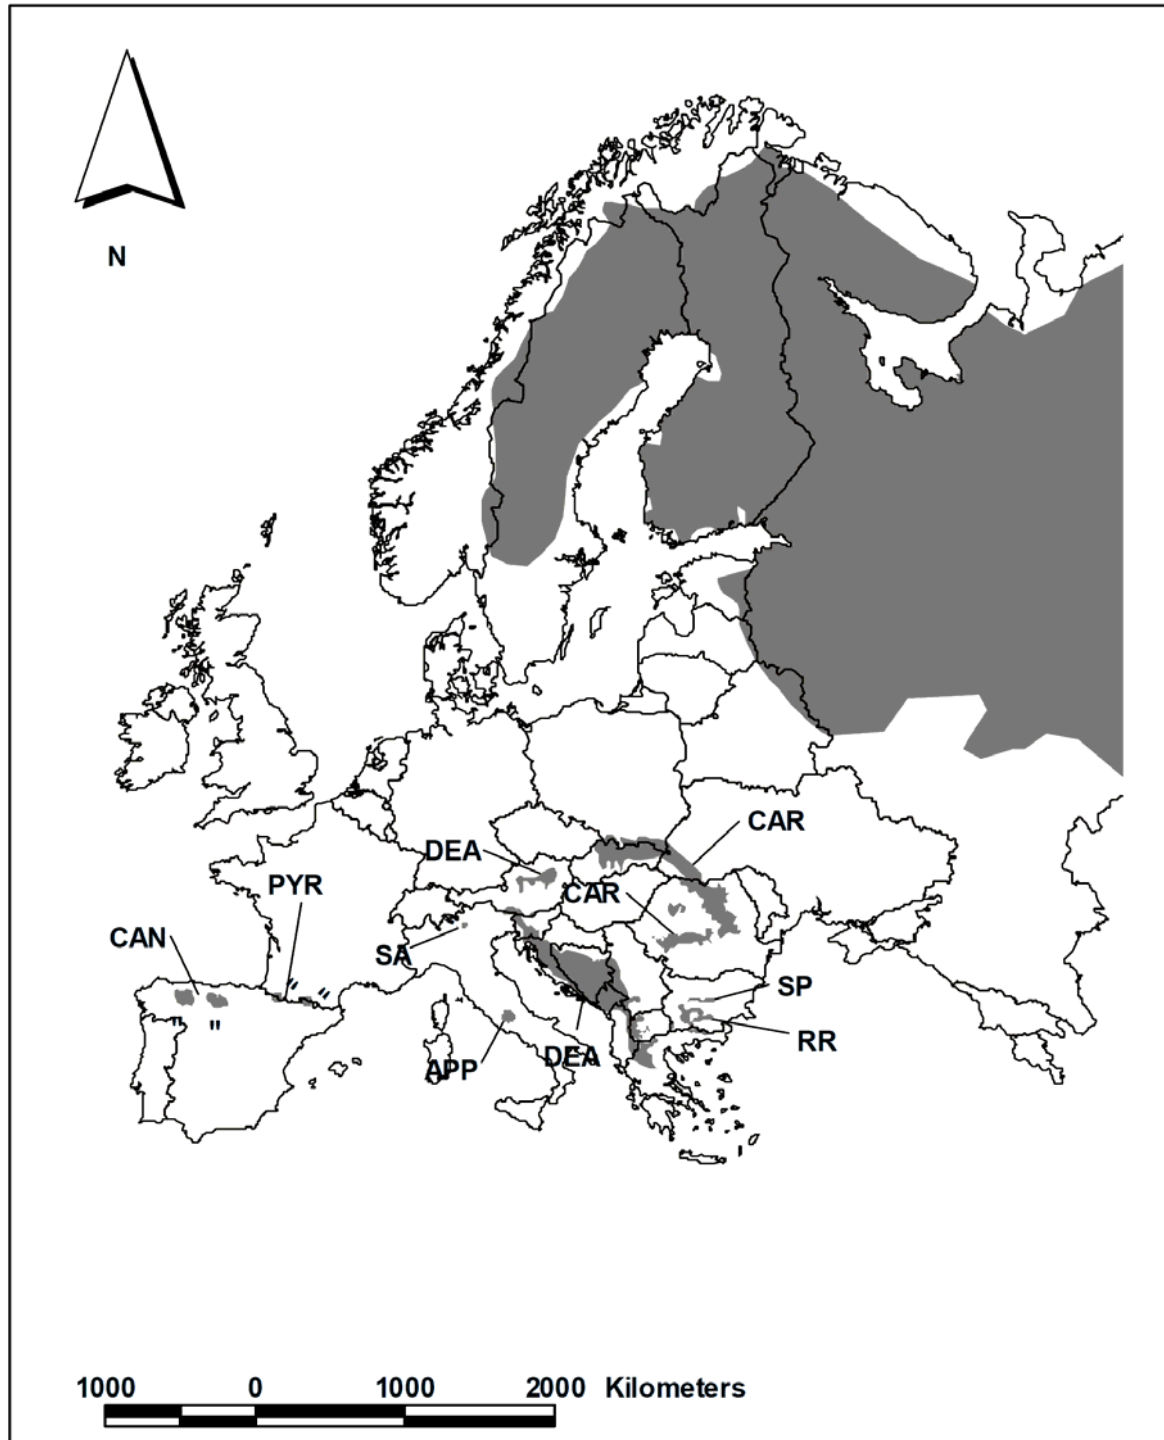 N
CAR
DEA
PYR
CAR
CAN
SA
" "
SP
" "
RR
DEA
APP
1000 0 1000 2000 Kilometers